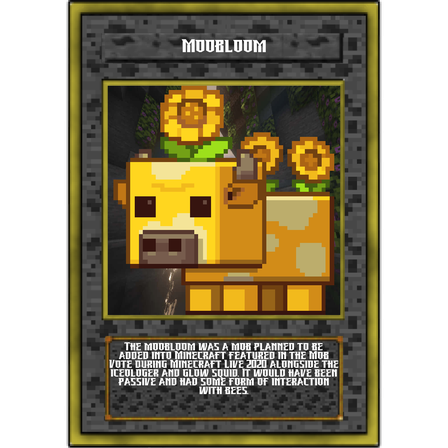 MOOBLOOM
THE MOOBLOOM WAS A MOB PLANNED TO BE
ADDED INTO MINECRAFT FEATURED IN THE MOB
VOTE DURING MINECRAFT LIVE 2020 ALONGSIDE THE
ICEOLOGER AND GLOW SQUID. IT WOULD HAVE BEEN
PASSIVE AND HAD SOME FORM OF INTERACTION
WITH BEES.